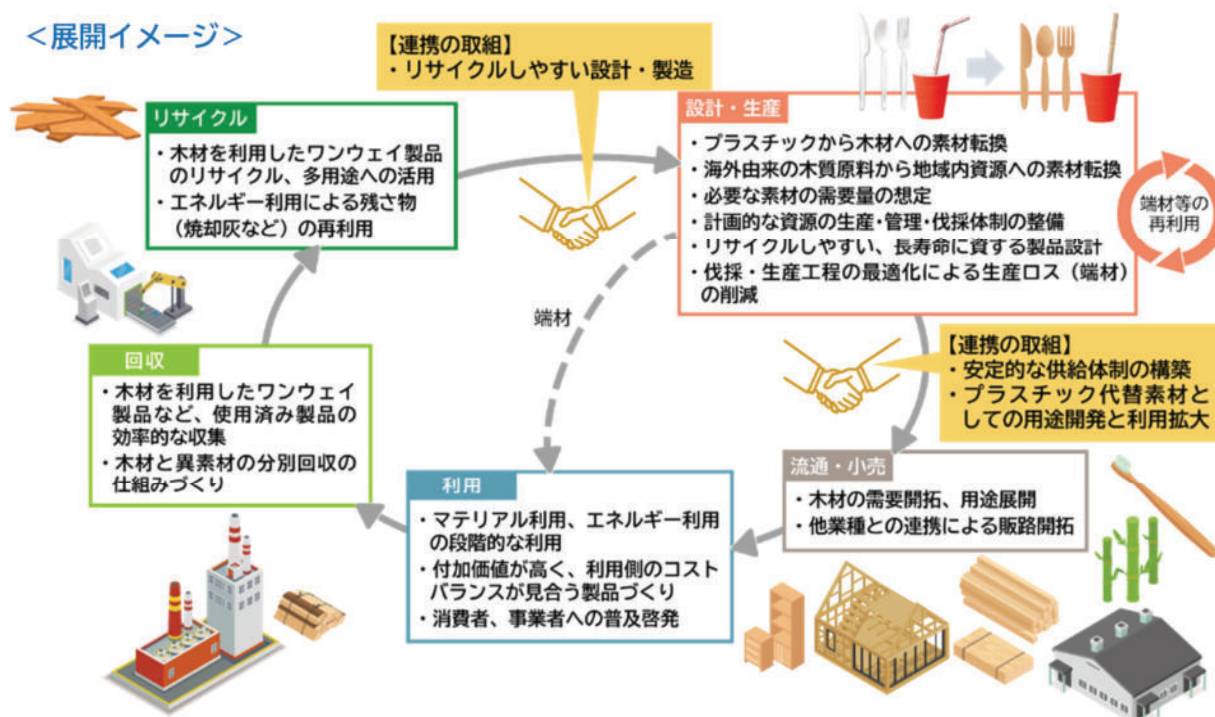 ＜展開イメージ＞
【連携の取組】
・リサイクルしやすい設計・製造
リサイクル
・木材を利用したワンウェイ製品
のリサイクル、多用途への活用
・エネルギー利用による残さ物
（焼却灰など）の再利用
設計・生産
・プラスチックから木材への素材転換
・海外由来の木質原料から地域内資源への素材転換
・必要な素材の需要量の想定
・計画的な資源の生産・管理・伐採体制の整備
・リサイクルしやすい、長寿命に資する製品設計
・伐採・生産工程の最適化による生産ロス（端材）
の削減
端材等の
再利用
端材
回収
・木材を利用したワンウェイ
製品など、使用済み製品の
効率的な収集
・木材と異素材の分別回収の
仕組みづくり
【連携の取組】
・安定的な供給体制の構築
・プラスチック代替素材と
しての用途開発と利用拡大
利用
・マテリアル利用、エネルギー利用
の段階的な利用
・付加価値が高く、利用側のコスト
バランスが見合う製品づくり
・消費者、事業者への普及啓発
流通・小売
・木材の需要開拓、用途展開
・他業種との連携による販路開拓